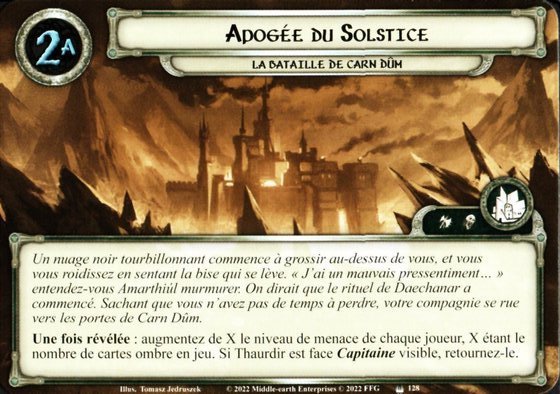 2A
Apogée du Solstice
La Bataille de Carn Dûm
Un nuage noir tourbillonnant commence à grossir au-dessus de vous, et vous
vous roidissez en sentant la bise qui se lève. « J'ai un mauvais pressentiment… »
entendez-vous Amarthiúl murmurer. On dirait que le rituel de Daechanar a
commencé. Sachant que vous n'avez pas de temps à perdre, votre compagnie se rue
vers les portes de Carn Dûm.
Une fois révélée : augmentez de X le niveau de menace de chaque joueur, X étant le
nombre de cartes ombre en jeu. Si Thaurdir est face Capitaine visible, retournez-le.
Illus. Tomasz Jedruszek © 2022 Middle-earth Enterprises © 2022 FFG 128